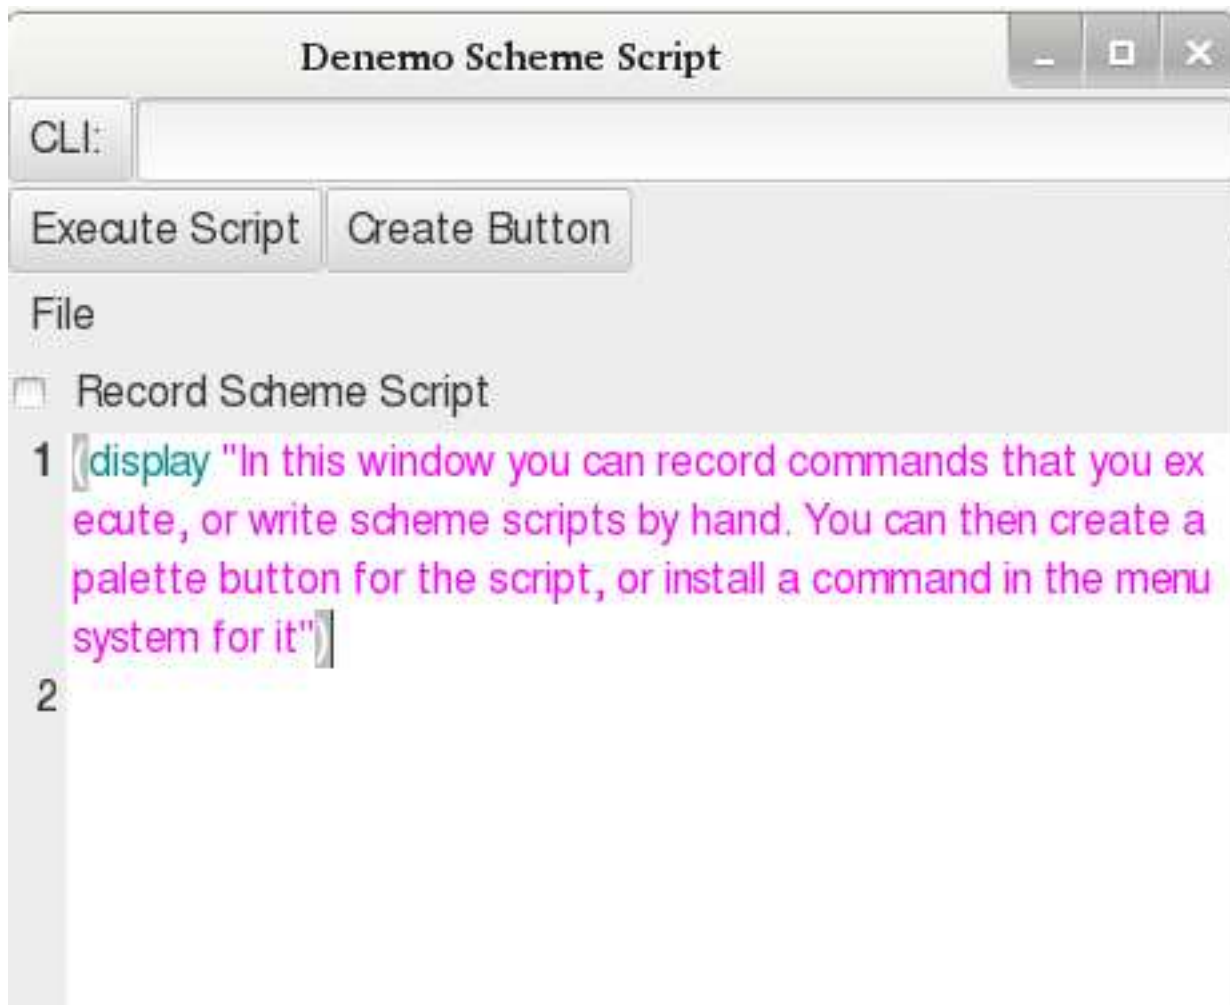 Denemo Scheme Script
CLI:
Execute Script Create Button
File
Record Scheme Script
1 (display "In this window you can record commands that you ex
ecute, or write scheme scripts by hand. You can then create a
palette button for the script, or install a command in the menu
system for it")
2